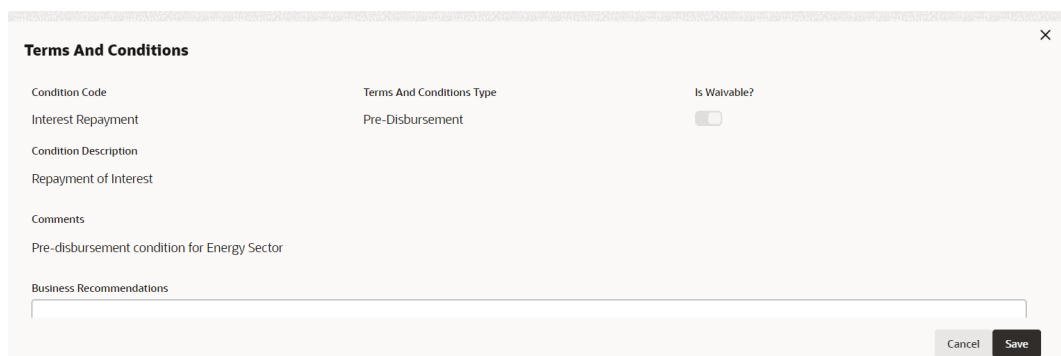 Terms And Conditions
Condition Code Terms And Conditions Type Is Waivable?
Interest Repayment Pre-Disbursement
Condition Description
Repayment of Interest
Comments
Pre-disbursement condition for Energy Sector
Business Recommendations
Cancel Save